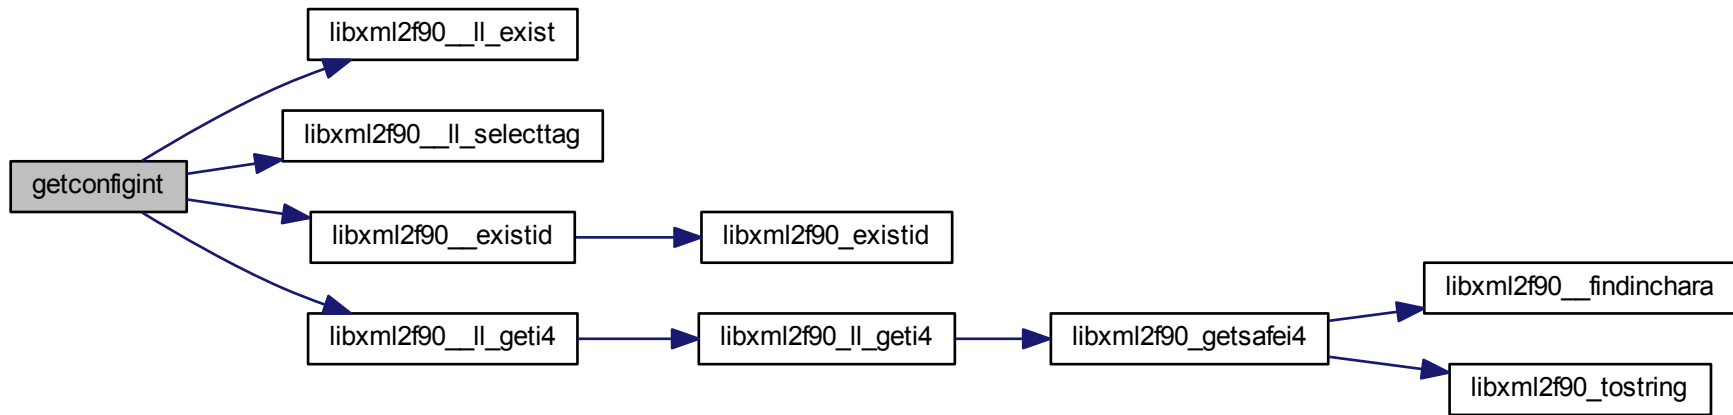 libxml2f90__ll_exist
libxml2f90__ll_selecttag
getconfigint
libxml2f90__existid
libxml2f90_existid
libxml2f90__findinchara
libxml2f90__ll_geti4
libxml2f90_ll_geti4
libxml2f90_getsafei4
libxml2f90_tostring